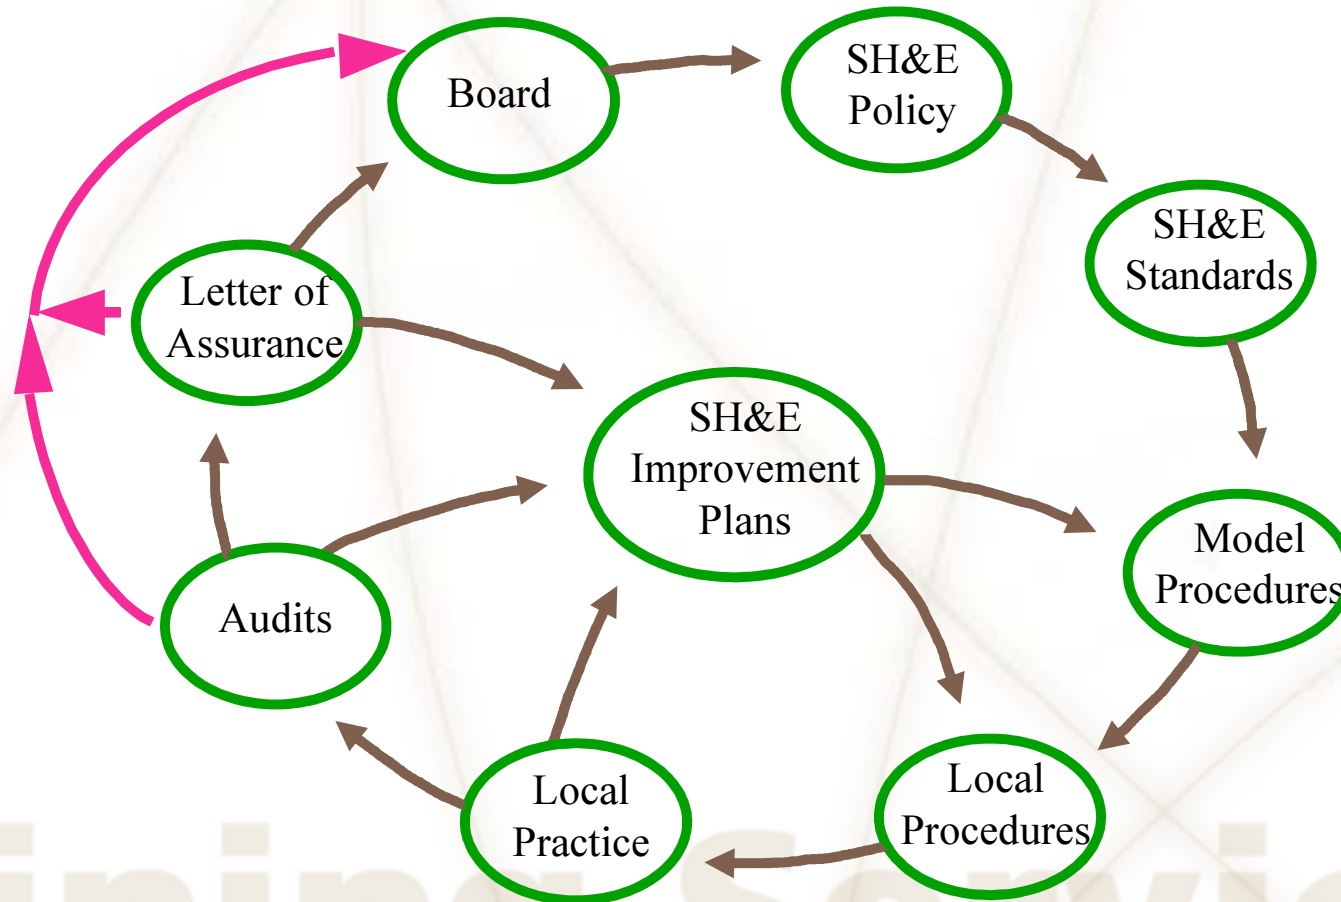 Board
SH&E
Policy
SH&E
Standards
Letter of
Assurance
SH&E
Improvement
Plans
Model
Procedures
Audits
Local
Practice
Local
Procedures